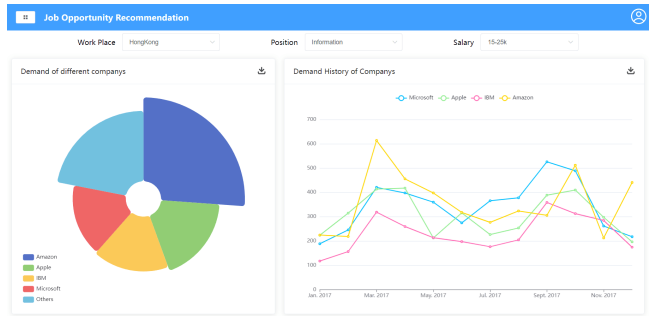 Job Opportunity Recommendation
Work Place HongKong Position Information Salary 15-25k
Demand of different companys
Amazon
Apple
IBM
Microsoft
Others
Demand History of Companys
Microsoft Apple IBM Amazon
700
600
500
400
300
200
100
0
Jan. 2017 Mar. 2017 May. 2017 Jul. 2017 Sept. 2017 Nov. 2017